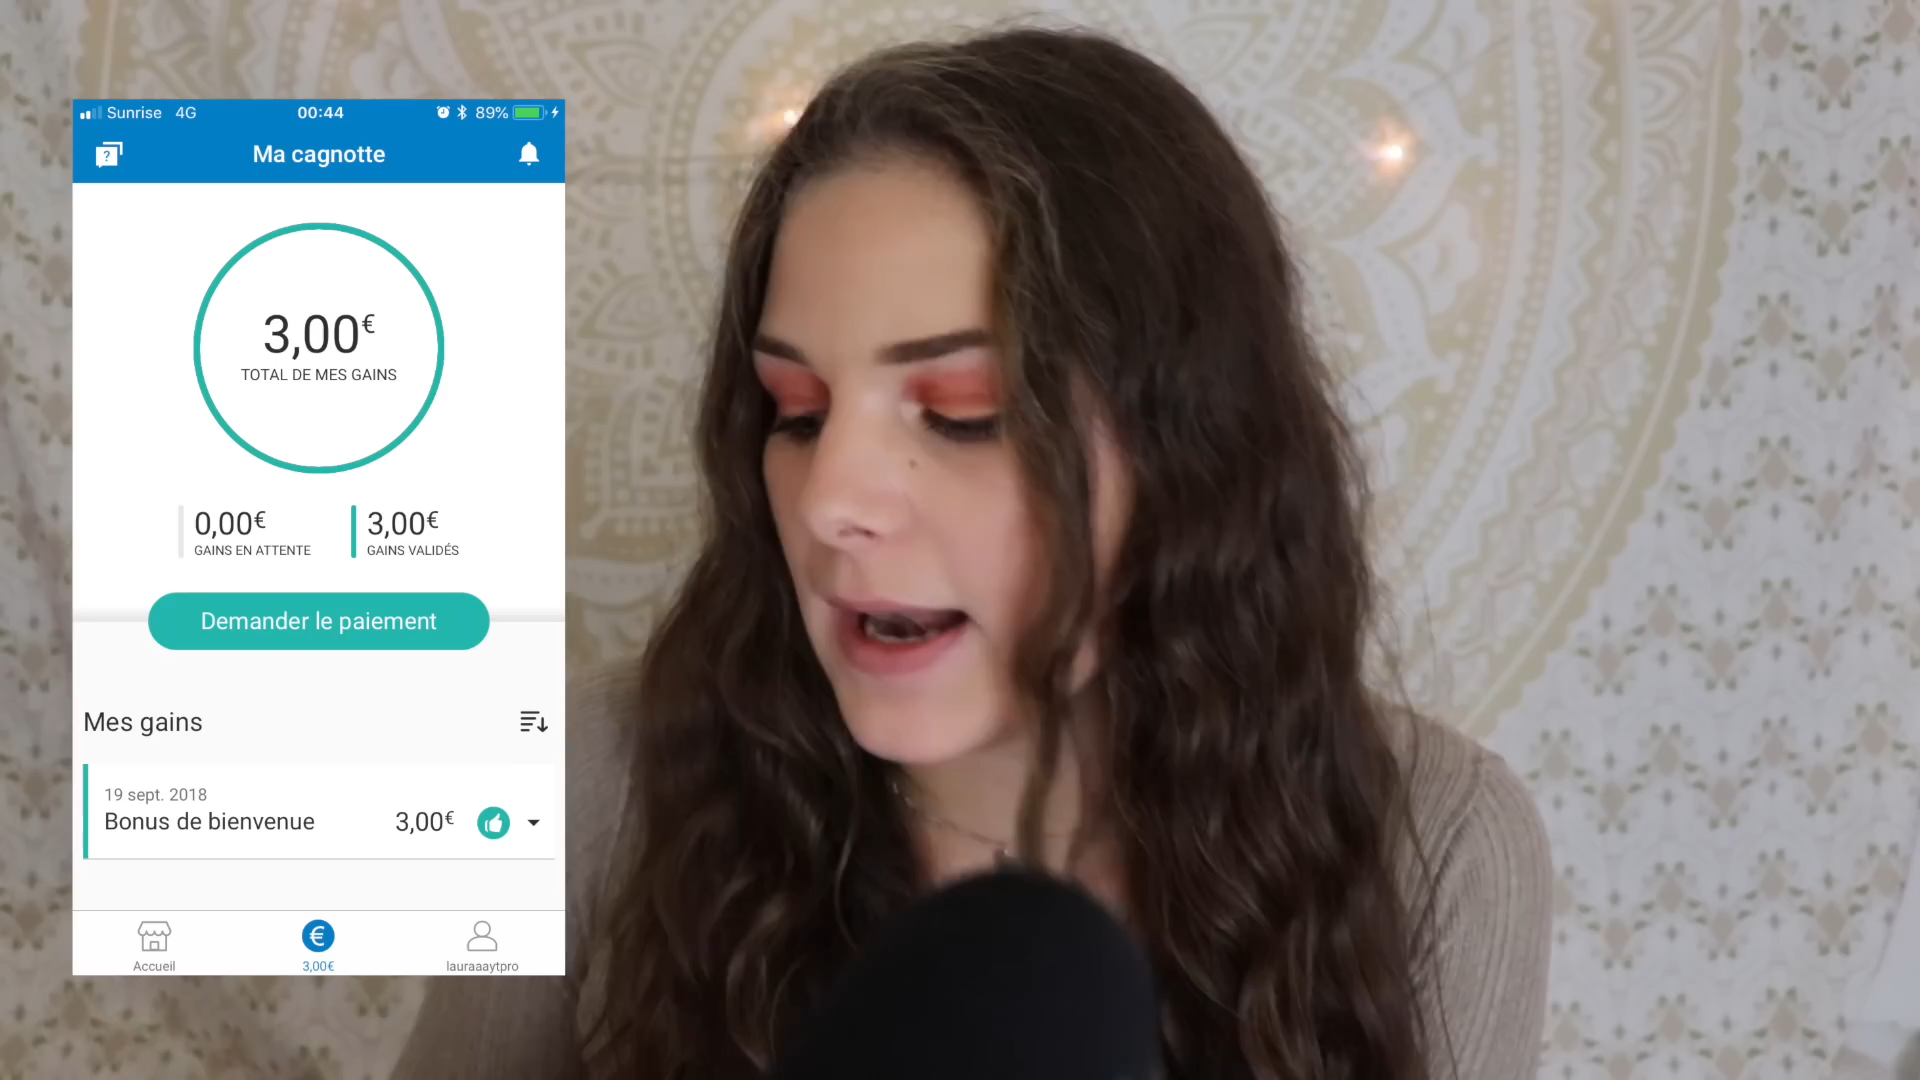 Sunrise 4G 00:44 89%
Ma cagnotte
3,00€
TOTAL DE MES GAINS
0,00€ 3,00€
GAINS EN ATTENTE GAINS VALIDÉS
Demander le paiement
Mes gains
19 sept. 2018
Bonus de bienvenue 3,00€
€
Accueil 3,00€ lauraaaytpro